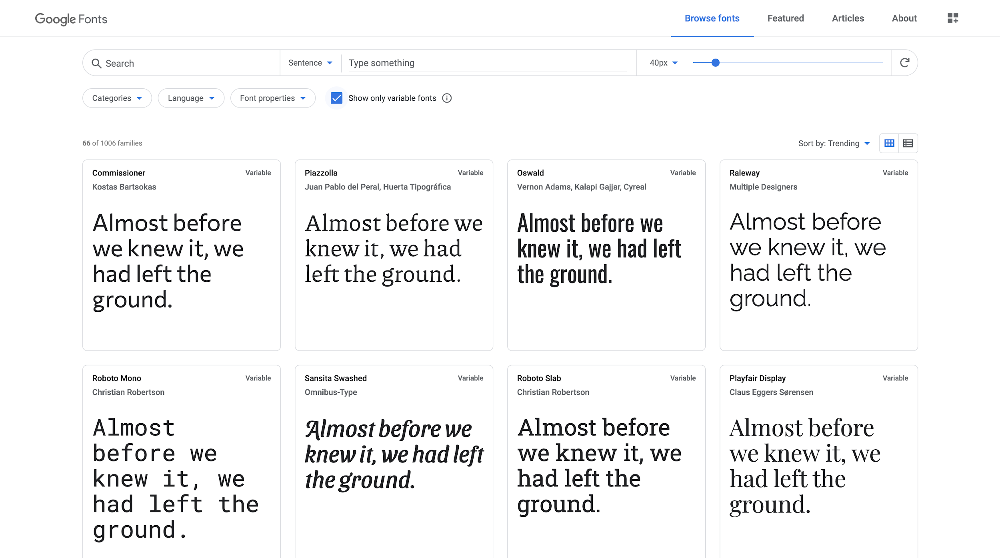 Google Fonts
Browse fonts
Featured
Articles
About
Search
Sentence
Type something
40px
Categories
Language
Font properties
Show only variable fonts
66 of 1006 families
Sort by: Trending
Commissioner
Variable
Kostas Bartsokas
Almost before
we knew it, we
had left the
ground.
Piazzolla
Variable
Juan Pablo del Peral, Huerta Tipográfica
Almost before we
knew it, we had
left the ground.
Oswald
Variable
Vernon Adams, Kalapi Gajjar, Cyreal
Almost before we
knew it, we had left
the ground.
Raleway
Variable
Multiple Designers
Almost before
we knew it, we
had left the
ground.
Roboto Mono
Variable
Christian Robertson
Almost
before we
knew it, we
had left the
ground.
Sansita Swashed
Variable
Omnibus-Type
Almost before we
knew it, we had left
the ground.
Roboto Slab
Variable
Christian Robertson
Almost before
we knew it, we
had left the
ground.
Playfair Display
Variable
Claus Eggers Sørensen
Almost before
we knew it, we
had left the
ground.